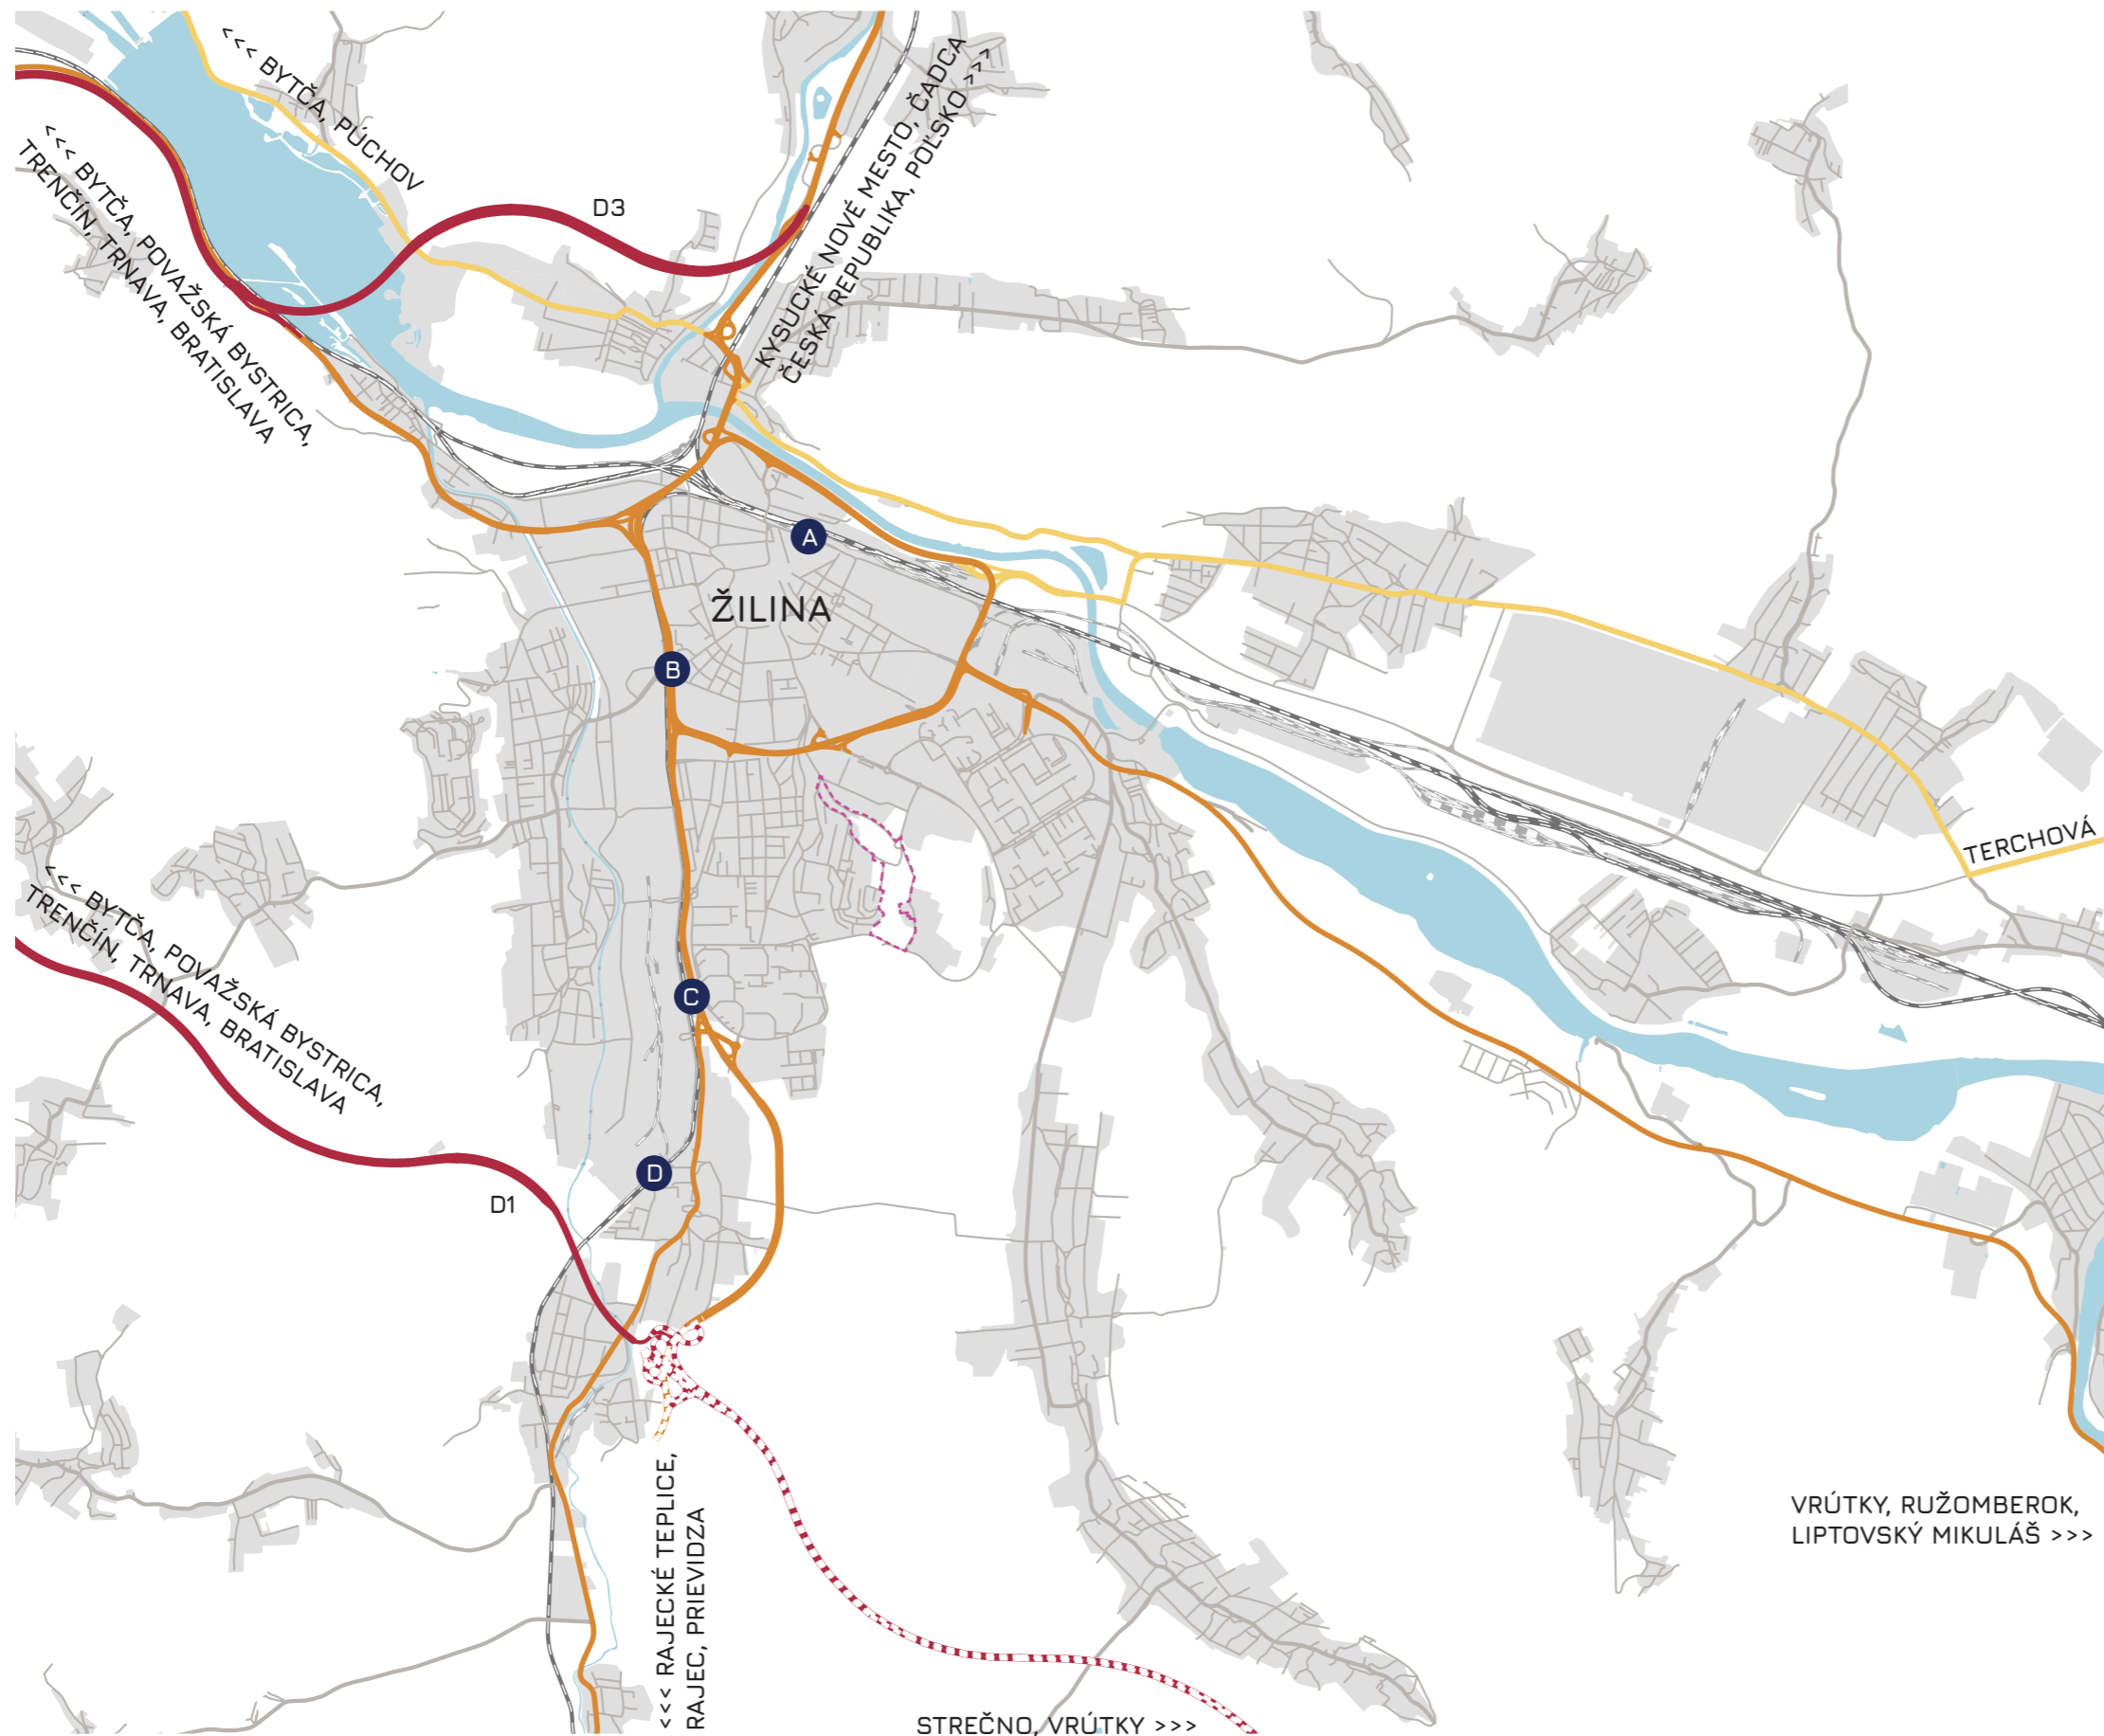 <<< BYTČA, PÚCHOV
KYSUCKÉ NOVÉ MESTO, ČADCA
ČESKÁ REPUBLIKA, POĽSKO >>>
<<< BYTČA, POVAŽSKÁ BYSTRICA,
TRENČÍN, TRNAVA, BRATISLAVA
D3
A
ŽILINA
B
TERCHOVÁ
<<< BYTČA, POVAŽSKÁ BYSTRICA,
TRENČÍN, TRNAVA, BRATISLAVA
C
D
D1
<<< RAJECKÉ TEPLICE,
RAJEC, PRIEVIDZA
VRÚTKY, RUŽOMBEROK,
LIPTOVSKÝ MIKULÁŠ >>>
STREČNO, VRÚTKY >>>